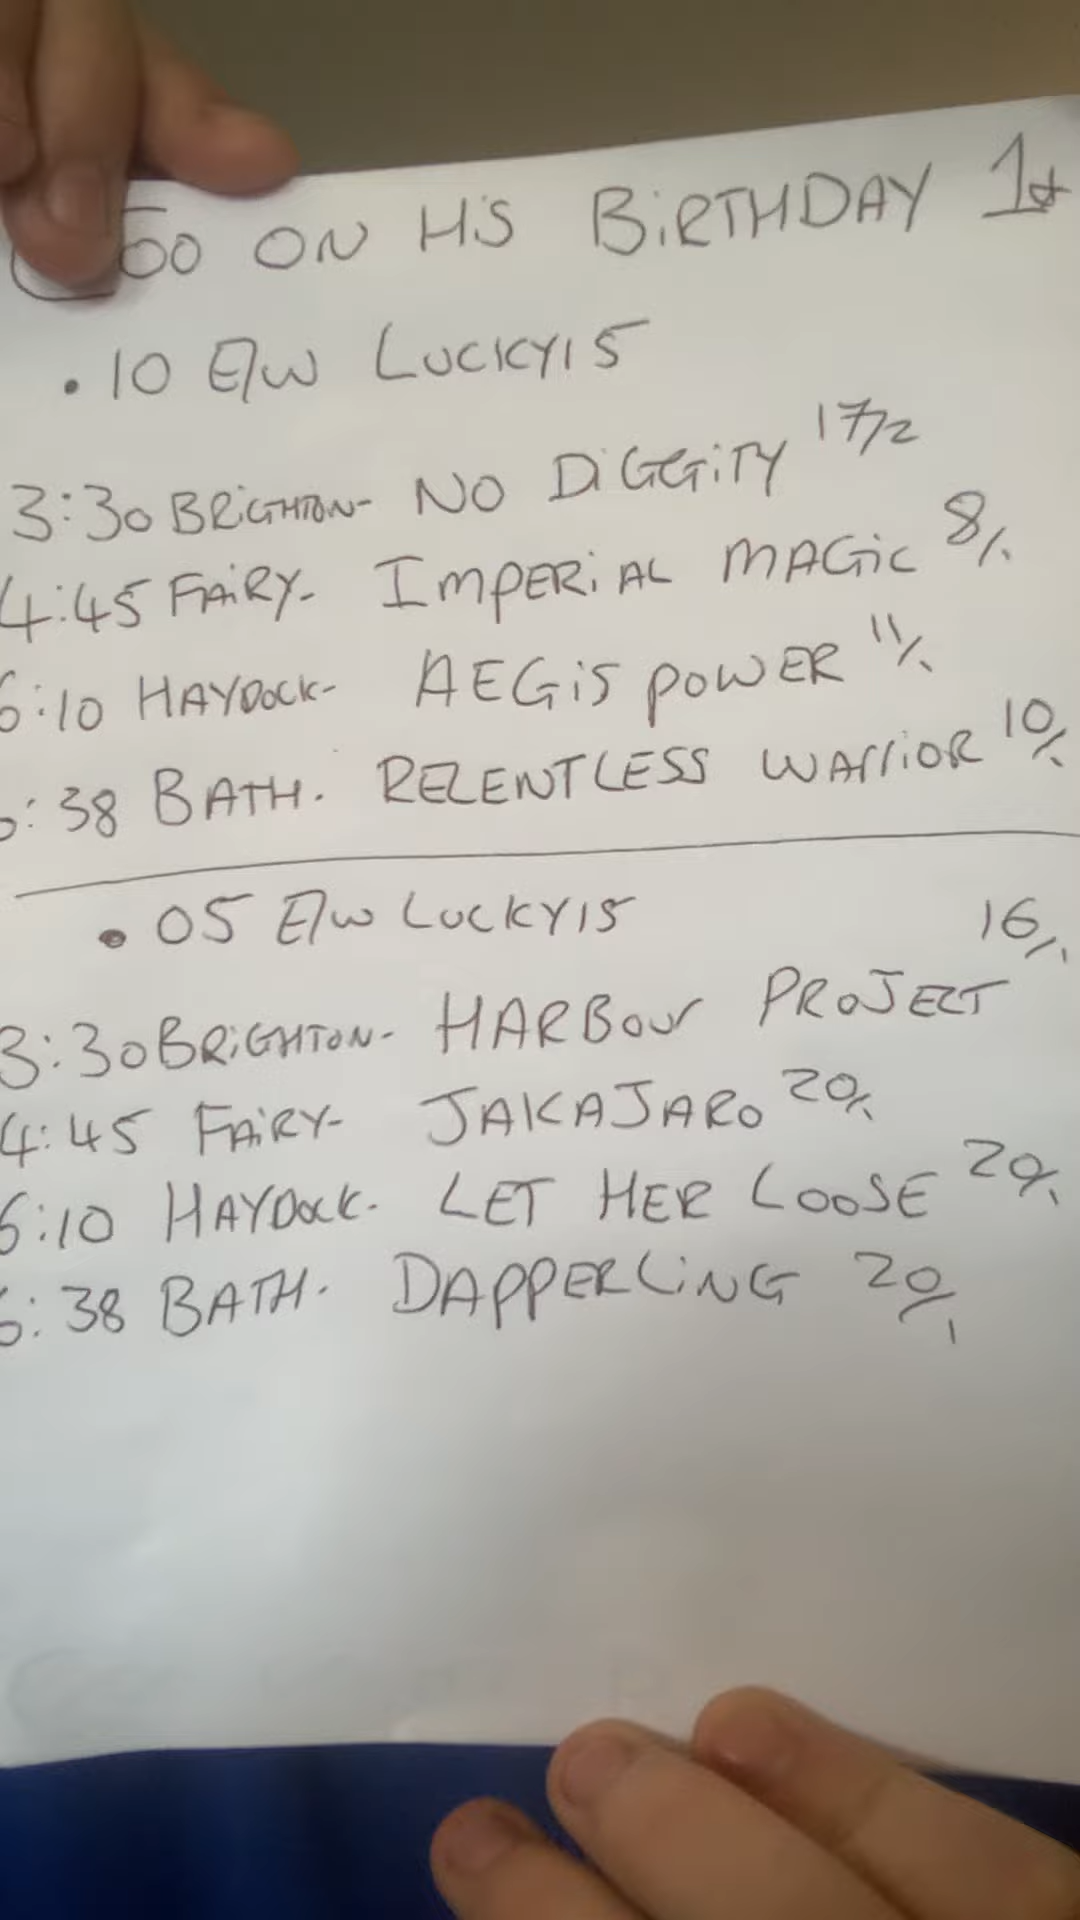 60 ON HiS BiRTHDAY 1st
.10 E/W LUCKY15
3:30 BRiGHTON- NO DiGGiTY 17/2
4:45 FAiRY- IMPERiAL MAGiC 8/1
6:10 HAYDOCK- AEGiS POWER 11/1
6:38 BATH. RELENTLESS WARRIOR 10/1
.05 E/W LUCKY15 16/1
3:30 BRiGHTON- HARBOUR PROJECT
4:45 FAiRY- JAKAJARO 20/1
6:10 HAYDOCK. LET HER LOOSE 20/1
6:38 BATH. DAPPERLiNG 20/1